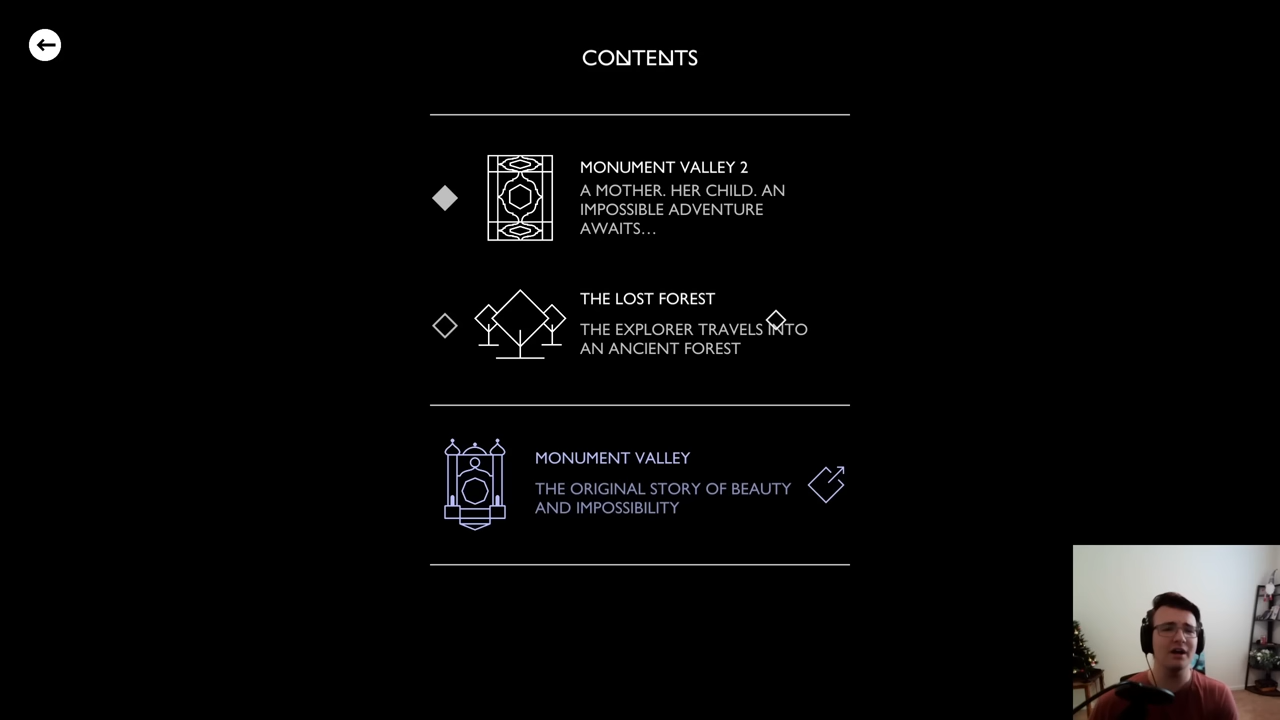 CONTENTS
MONUMENT VALLEY 2
A MOTHER. HER CHILD. AN
IMPOSSIBLE ADVENTURE
AWAITS...
THE LOST FOREST
THE EXPLORER TRAVELS INTO
AN ANCIENT FOREST
MONUMENT VALLEY
THE ORIGINAL STORY OF BEAUTY
AND IMPOSSIBILITY